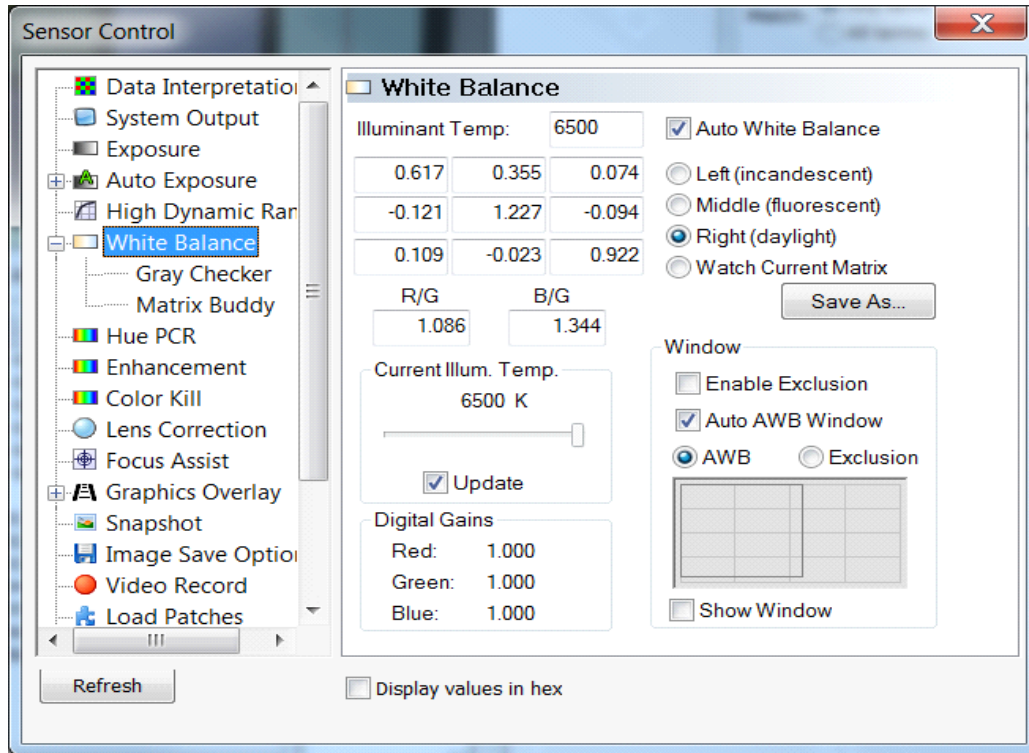 Sensor Control
Data Interpretation
System Output
Exposure
Auto Exposure
High Dynamic Ran
White Balance
Gray Checker
Matrix Buddy
Hue PCR
Enhancement
Color Kill
Lens Correction
Focus Assist
Graphics Overlay
Snapshot
Image Save Option
Video Record
Load Patches
Refresh
White Balance
Illuminant Temp: 6500
0.617 0.355 0.074
-0.121 1.227 -0.094
0.109 -0.023 0.922
R/G B/G
1.086 1.344
Current Illum. Temp.
6500 K
Update
Digital Gains
Red: 1.000
Green: 1.000
Blue: 1.000
Auto White Balance
Left (incandescent)
Middle (fluorescent)
Right (daylight)
Watch Current Matrix
Save As...
Window
Enable Exclusion
Auto AWB Window
AWB Exclusion
Show Window
Display values in hex